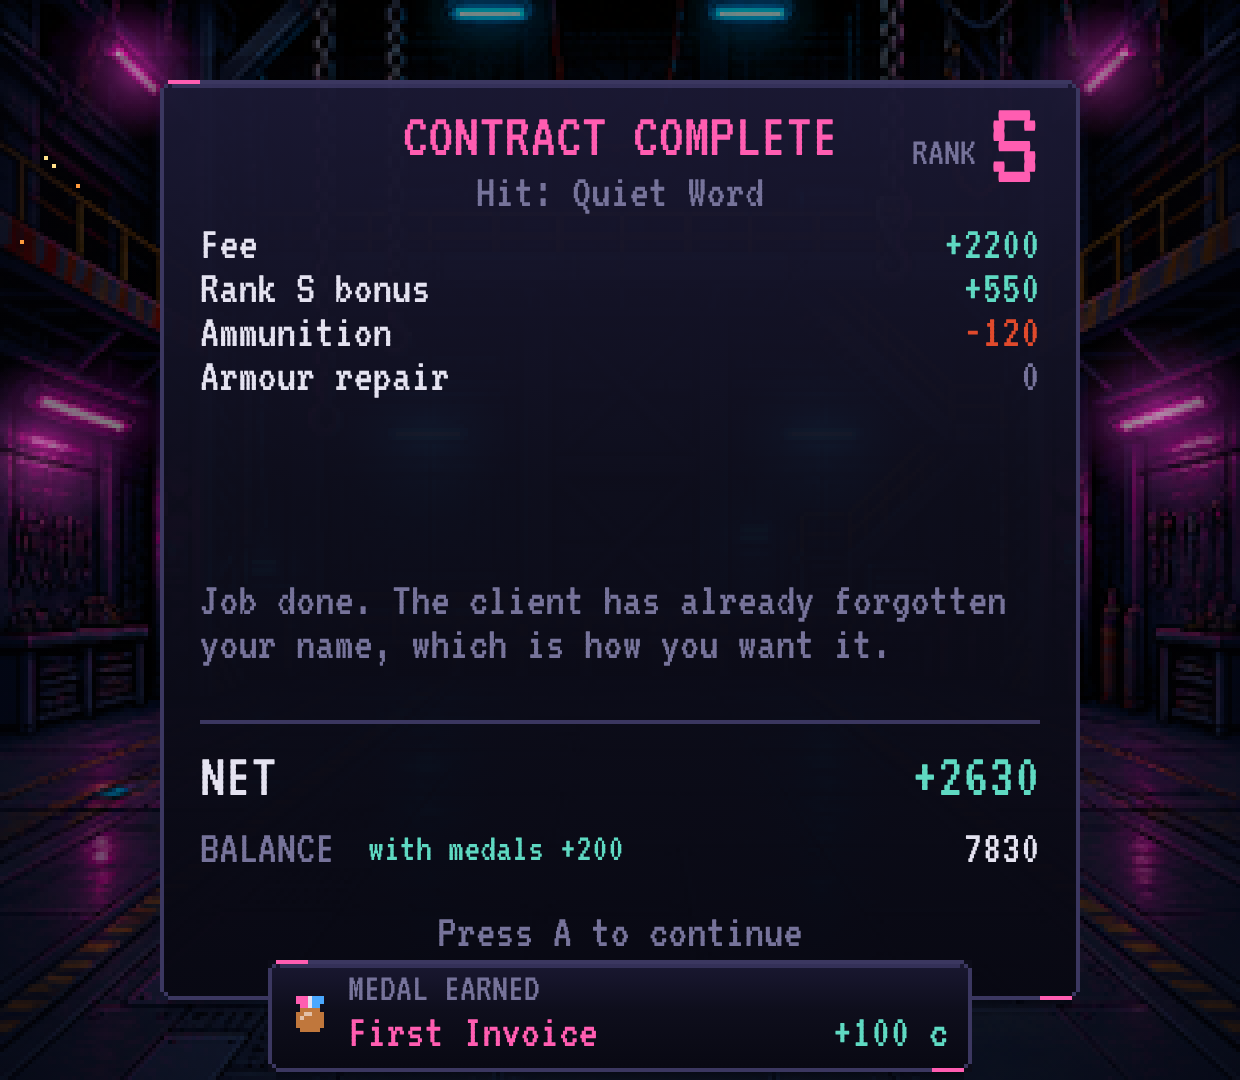 CONTRACT COMPLETE
RANK S
Hit: Quiet Word
Fee +2200
Rank S bonus +550
Ammunition -120
Armour repair 0
Job done. The client has already forgotten
your name, which is how you want it.
NET +2630
BALANCE with medals +200 7830
Press A to continue
MEDAL EARNED
First Invoice +100 c